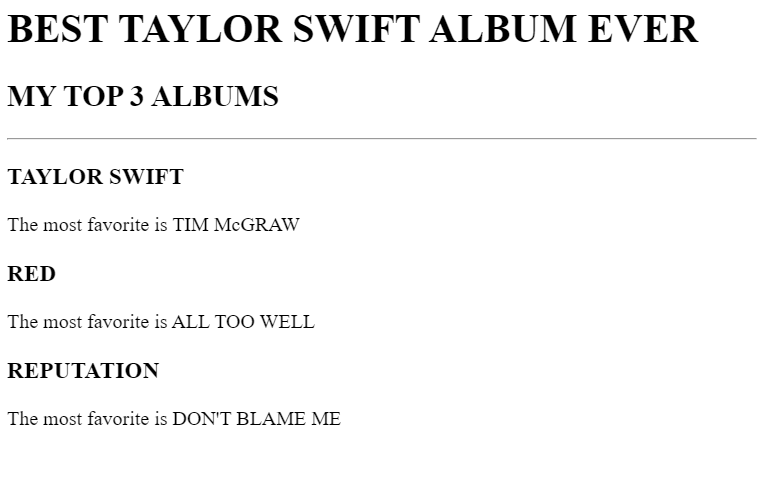 BEST TAYLOR SWIFT ALBUM EVER
MY TOP 3 ALBUMS
TAYLOR SWIFT
The most favorite is TIM McGRAW
RED
The most favorite is ALL TOO WELL
REPUTATION
The most favorite is DON'T BLAME ME